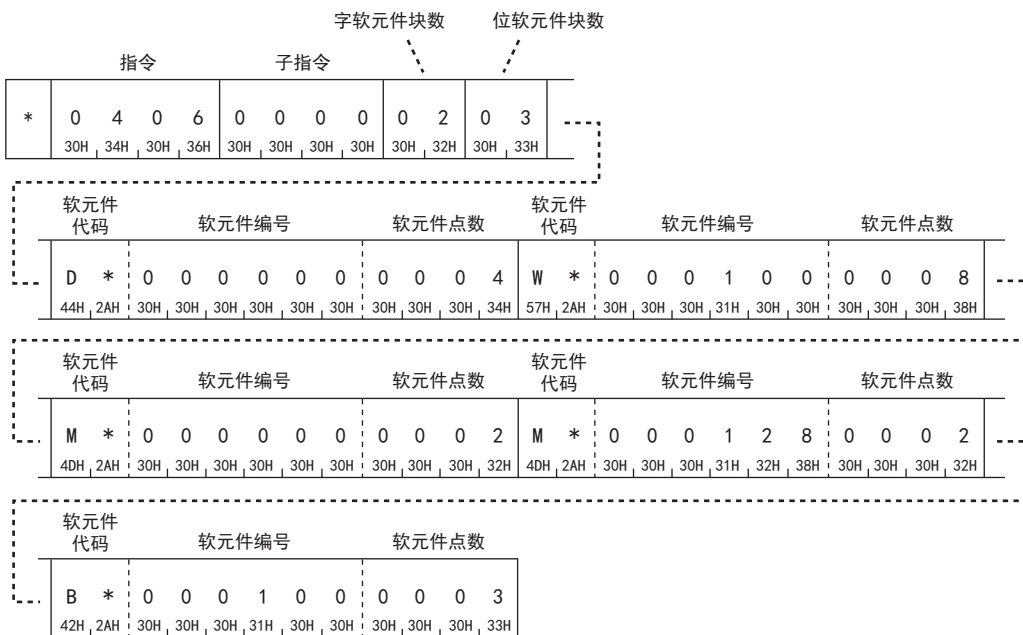 字软元件块数 位软元件块数
指令 子指令
* 0 4 0 6 0 0 0 0 0 2 0 3
30H 34H 30H 36H 30H 30H 30H 30H 30H 32H 30H 33H
软元件代码 软元件编号 软元件点数 软元件代码 软元件编号 软元件点数
D * 0 0 0 0 0 0 0 0 0 4 W * 0 0 0 1 0 0 0 0 0 8
44H 2AH 30H 30H 30H 30H 30H 30H 30H 30H 30H 34H 57H 2AH 30H 30H 30H 31H 30H 30H 30H 30H 30H 38H
软元件代码 软元件编号 软元件点数 软元件代码 软元件编号 软元件点数
M * 0 0 0 0 0 0 0 0 0 2 M * 0 0 0 1 2 8 0 0 0 2
4DH 2AH 30H 30H 30H 30H 30H 30H 30H 30H 30H 32H 4DH 2AH 30H 30H 30H 31H 32H 38H 30H 30H 30H 32H
软元件代码 软元件编号 软元件点数
B * 0 0 0 1 0 0 0 0 0 3
42H 2AH 30H 30H 30H 31H 30H 30H 30H 30H 30H 33H